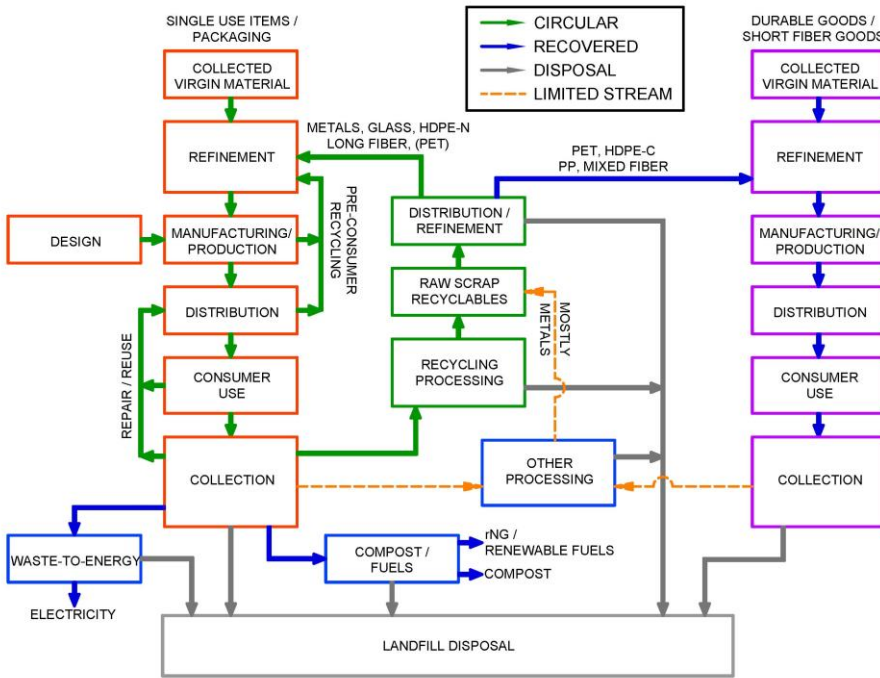 SINGLE USE ITEMS /
PACKAGING
COLLECTED
VIRGIN MATERIAL
REFINEMENT
DESIGN
MANUFACTURING/
PRODUCTION
DISTRIBUTION
CONSUMER
USE
COLLECTION
REPAIR / REUSE
PRE-CONSUMER
RECYCLING
CIRCULAR
RECOVERED
DISPOSAL
LIMITED STREAM
METALS, GLASS, HDPE-N
LONG FIBER, (PET)
PET, HDPE-C
PP, MIXED FIBER
DISTRIBUTION /
REFINEMENT
RAW SCRAP
RECYCLABLES
RECYCLING
PROCESSING
MOSTLY
METALS
OTHER
PROCESSING
DURABLE GOODS /
SHORT FIBER GOODS
COLLECTED
VIRGIN MATERIAL
REFINEMENT
MANUFACTURING/
PRODUCTION
DISTRIBUTION
CONSUMER
USE
COLLECTION
WASTE-TO-ENERGY
ELECTRICITY
COMPOST /
FUELS
rNG /
RENEWABLE FUELS
COMPOST
LANDFILL DISPOSAL